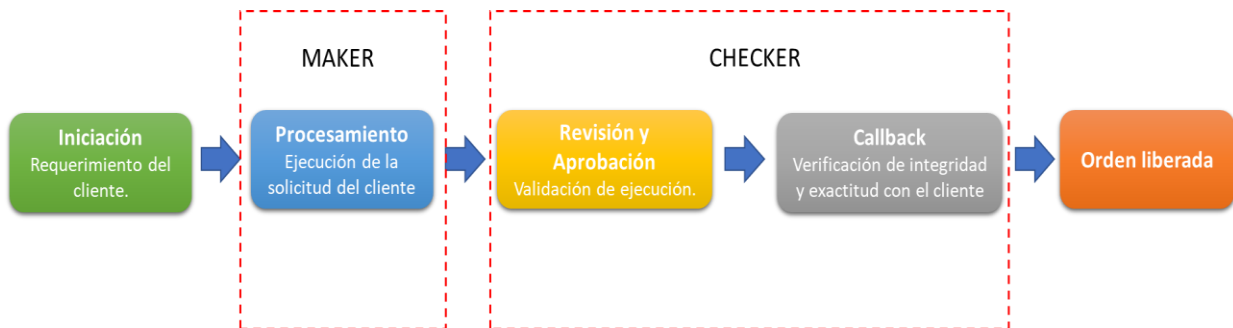 MAKER
CHECKER
Iniciación
Requerimiento del
cliente.
Procesamiento
Ejecución de la
solicitud del cliente
Revisión y
Aprobación
Validación de ejecución.
Callback
Verificación de integridad
y exactitud con el cliente
Orden liberada